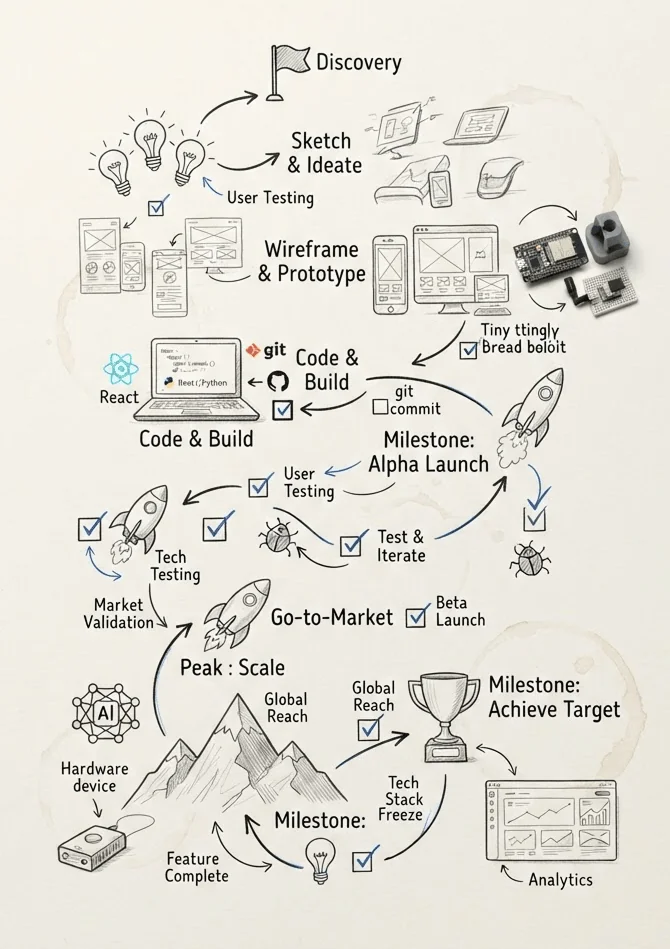 Discovery
Sketch
& Ideate
User Testing
Wireframe
& Prototype
Tiny ttingly
Bread
git
Code &
Build
React
Python
git
commit
Code & Build
Milestone:
Alpha Launch
User
Testing
Test &
Iterate
Tech
Testing
Market
Validation
Go-to-Market
Beta
Launch
Peak : Scale
Global
Reach
Global
Reach
Milestone:
Achieve Target
AI
Hardware
device
Tech
Stack
Freeze
Milestone:
Feature
Complete
Analytics